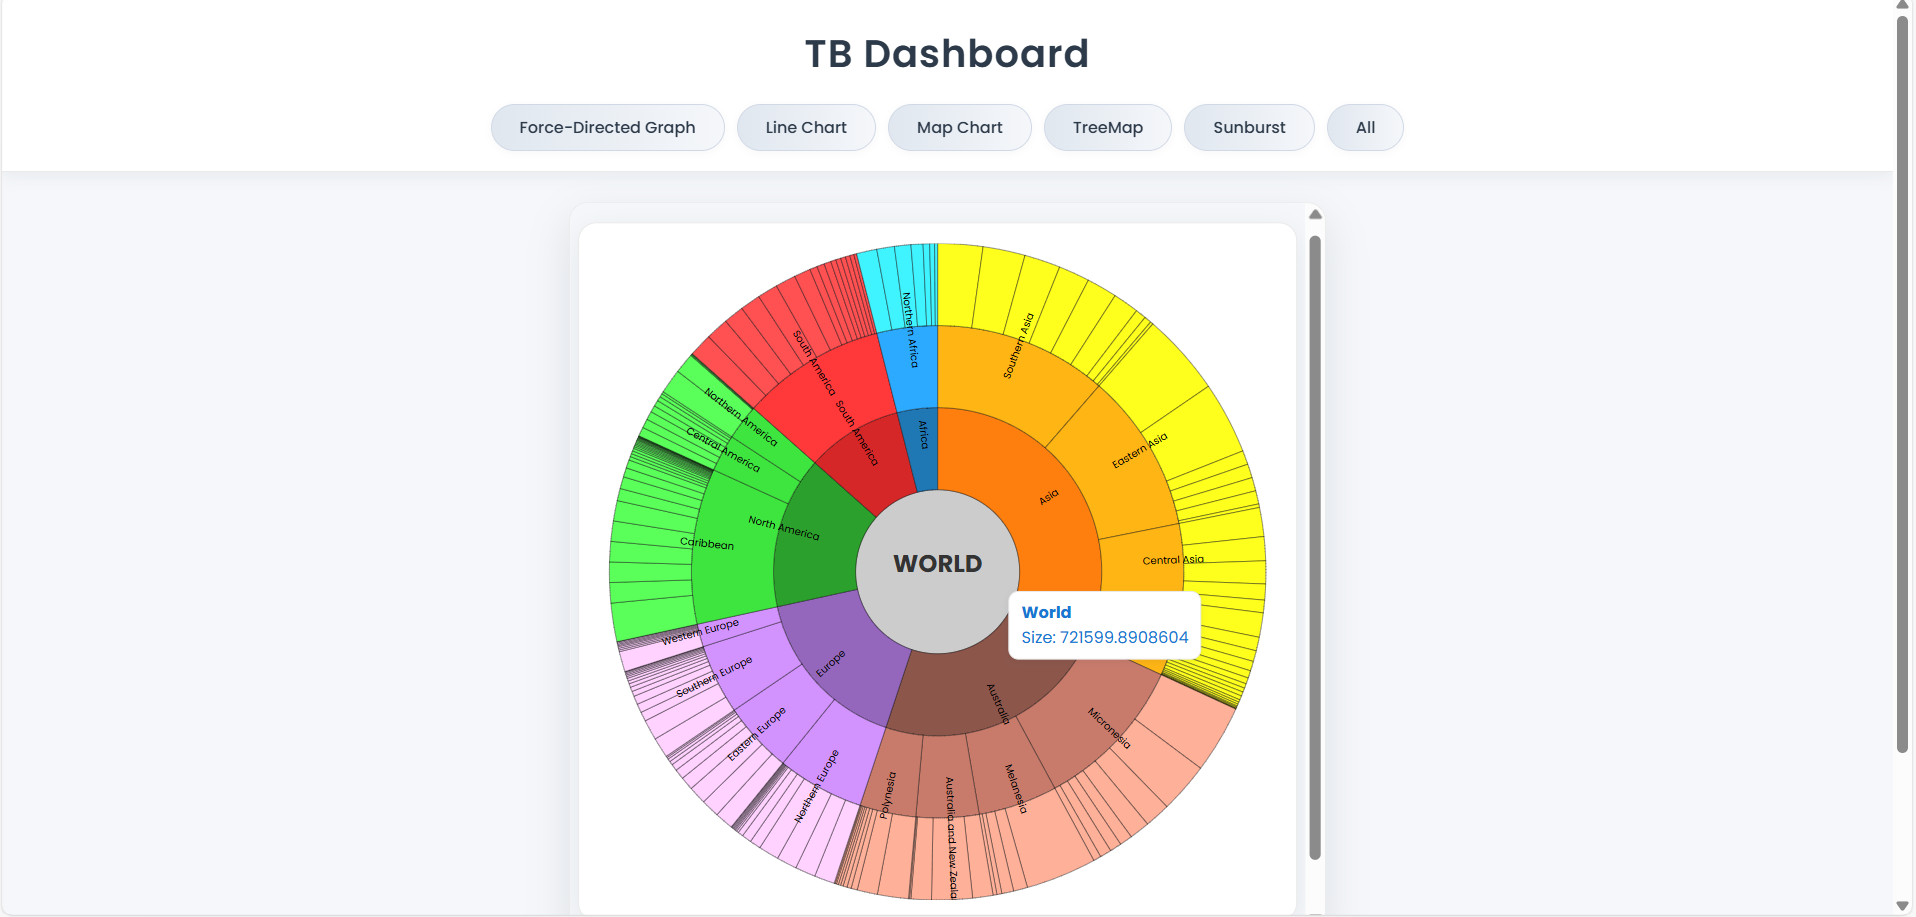 TB Dashboard
Force-Directed Graph
Line Chart
Map Chart
TreeMap
Sunburst
All
WORLD
World
Size: 721599.8908604
Asia
Southern Asia
Eastern Asia
Central Asia
Australia
Micronesia
Melanesia
Australia and New Zeala
Polynesia
Europe
Northern Europe
Eastern Europe
Southern Europe
Western Europe
North America
Caribbean
Central America
Northern America
South America
South America
Africa
Northern Africa